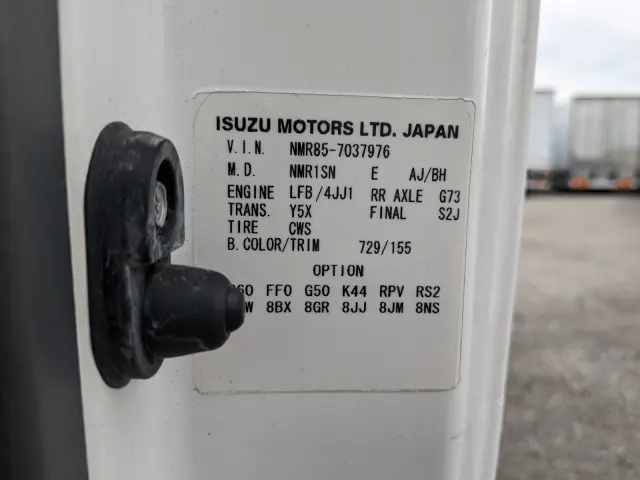 ISUZU MOTORS LTD. JAPAN
V.I.N. NMR85-7037976
M.D. NMR1SN E AJ/BH
ENGINE LFB/4JJ1 RR AXLE G73
TRANS. Y5X FINAL S2J
TIRE CWS
B.COLOR/TRIM 729/155
OPTION
FF0 G50 K44 RPV RS2
8BX 8GR 8JJ 8JM 8NS